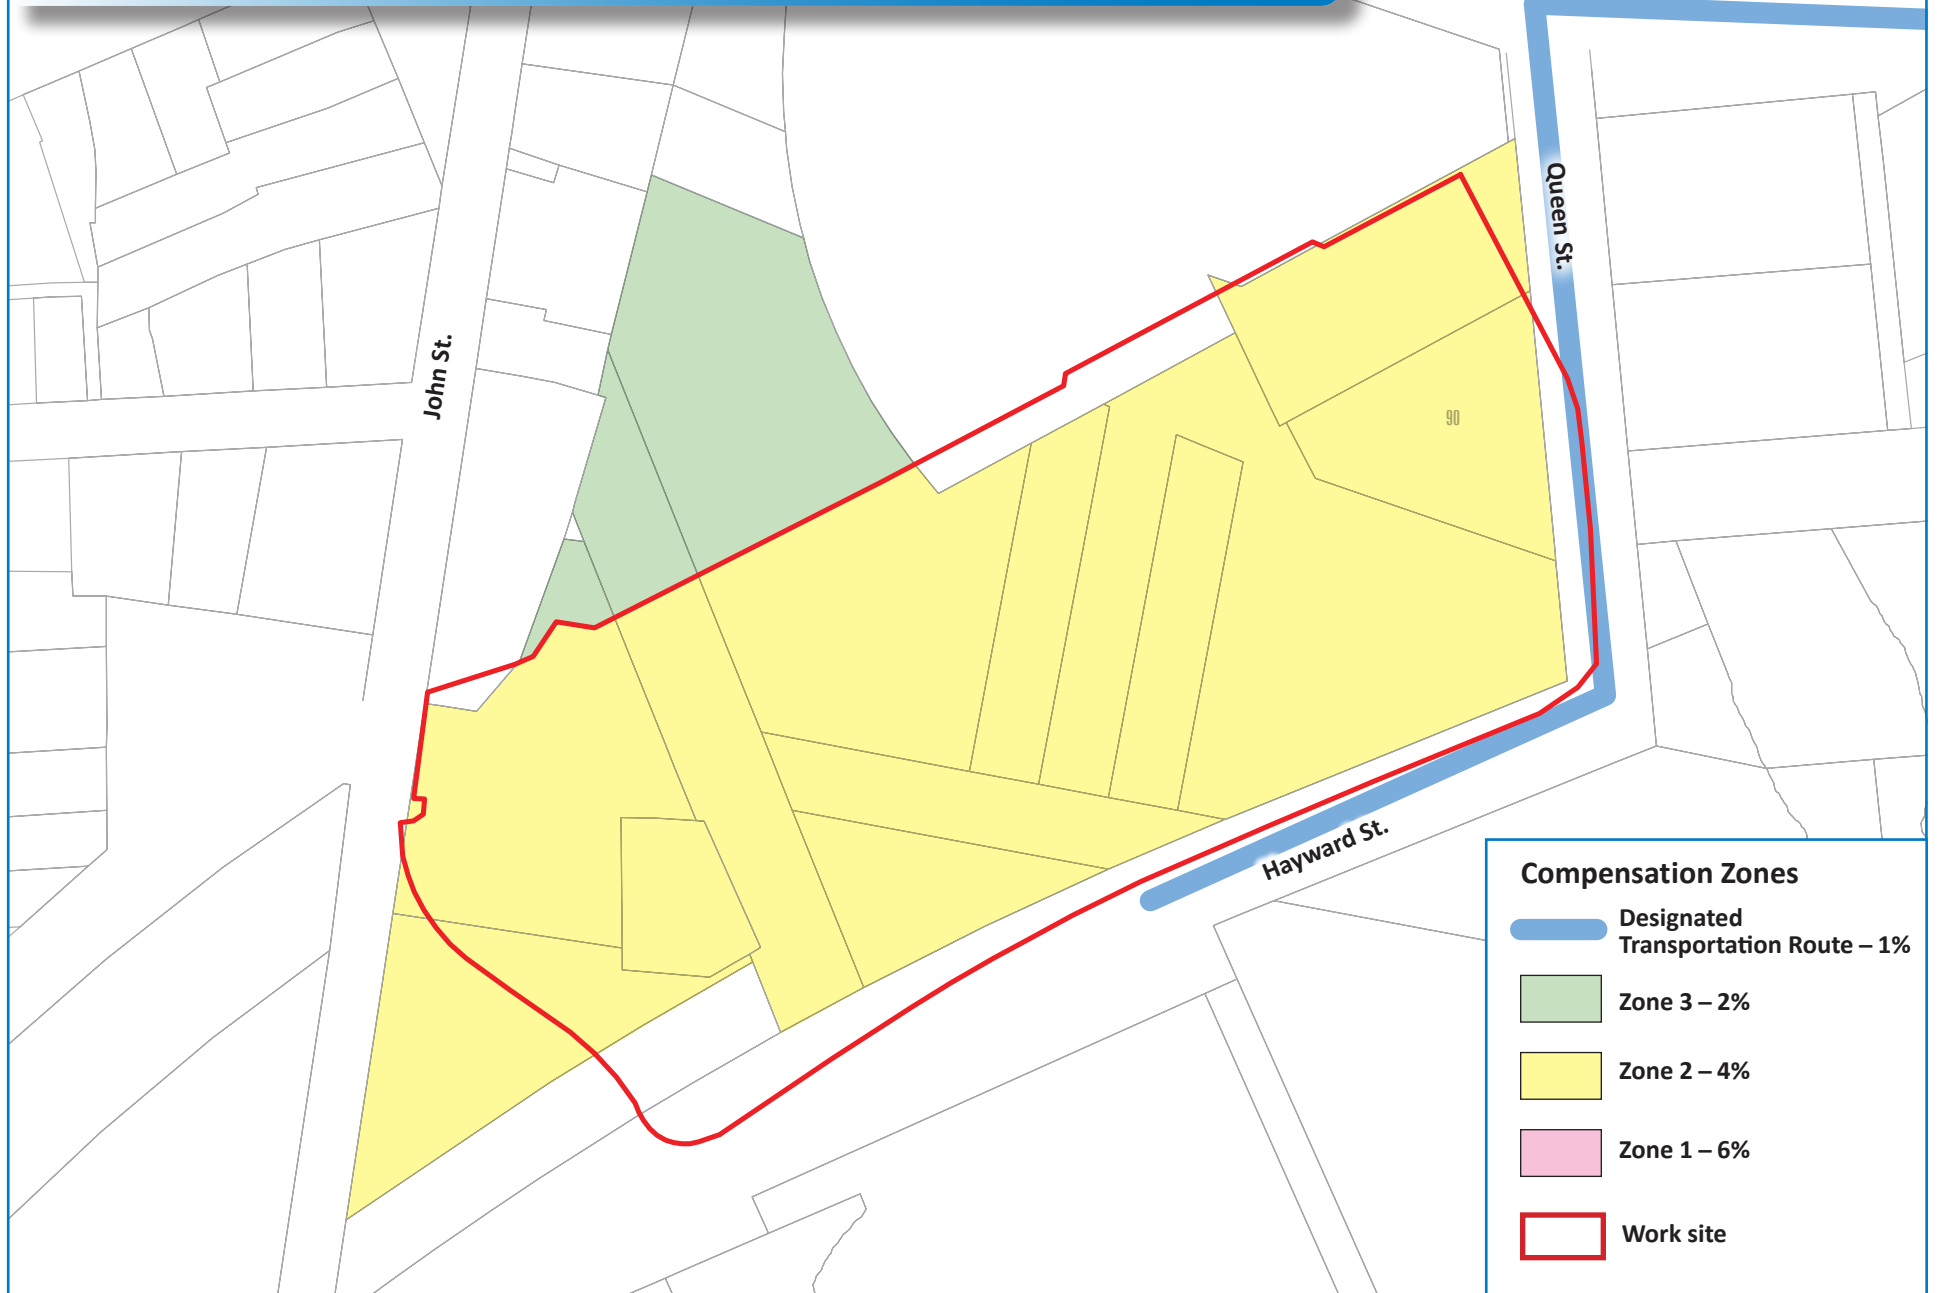 Queen St.
John St.
90
Hayward St.
Compensation Zones
Designated
Transportation Route – 1%
Zone 3 – 2%
Zone 2 – 4%
Zone 1 – 6%
Work site